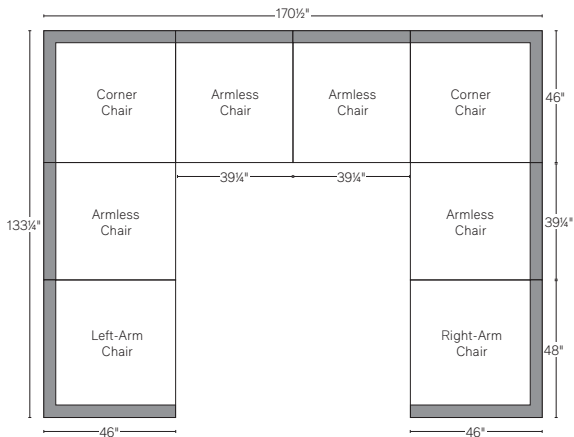 170½"
Corner
Chair
Armless
Chair
Armless
Chair
Corner
Chair
46"
39¼"
39¼"
133¼"
Armless
Chair
Armless
Chair
39¼"
Left-Arm
Chair
Right-Arm
Chair
48"
46"
46"